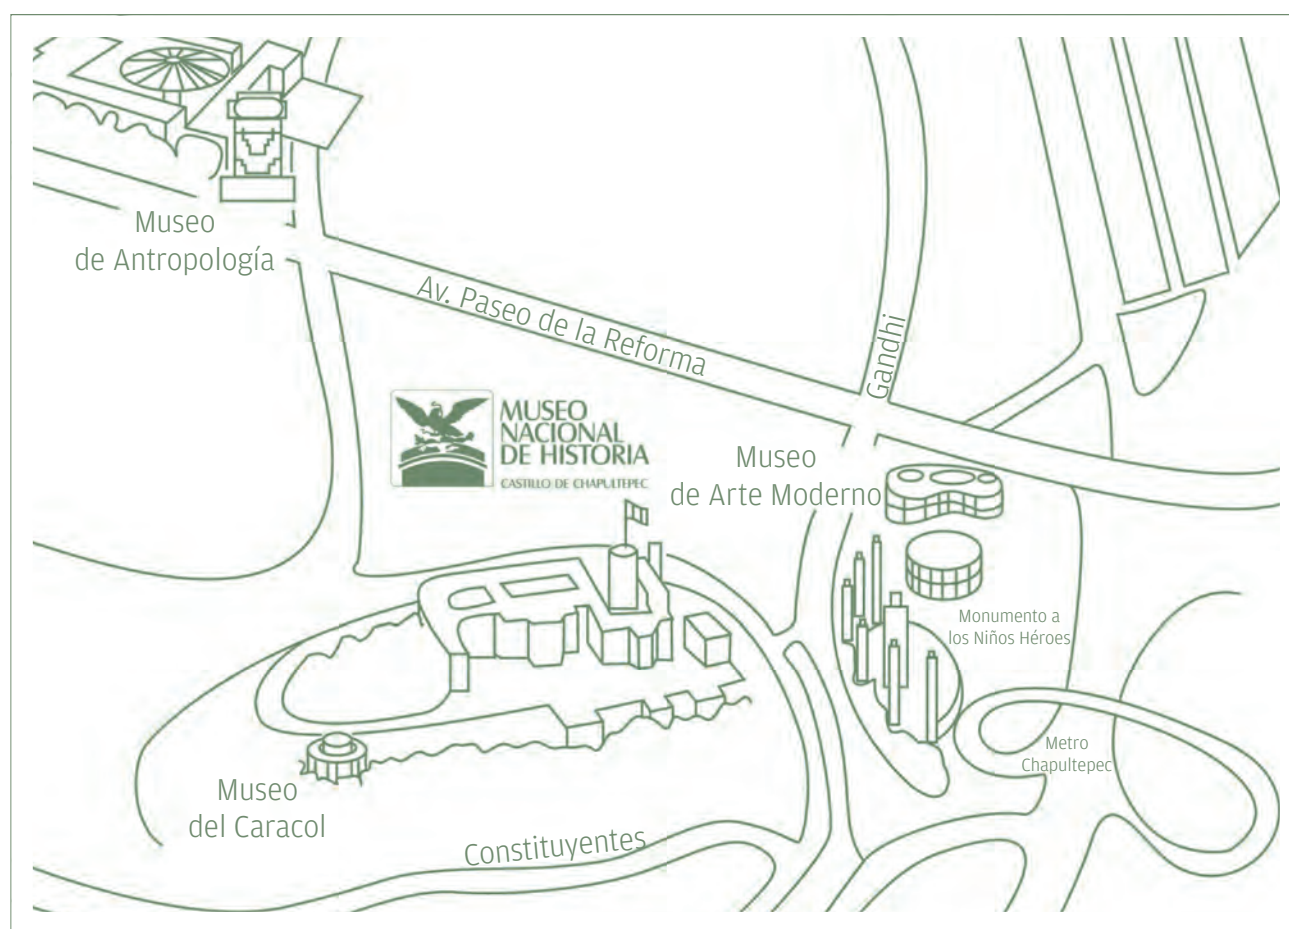 Museo
de Antropología
Av. Paseo de la Reforma
Gandhi
MUSEO
NACIONAL
DE HISTORIA
CASTILLO DE CHAPULTEPEC
Museo
de Arte Moderno
Monumento a
los Niños Héroes
Metro
Chapultepec
Museo
del Caracol
Constituyentes